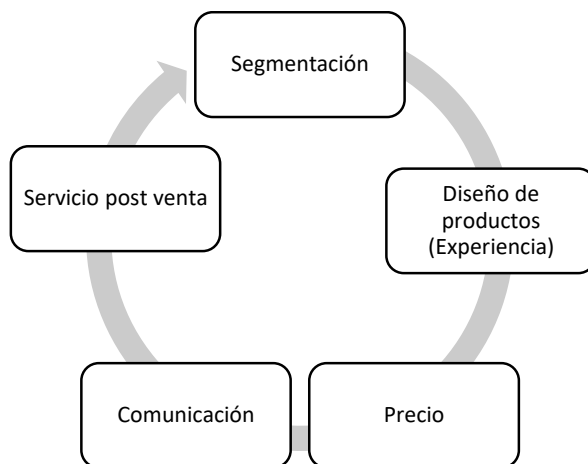 Segmentación
Diseño de
productos
(Experiencia)
Precio
Comunicación
Servicio post venta